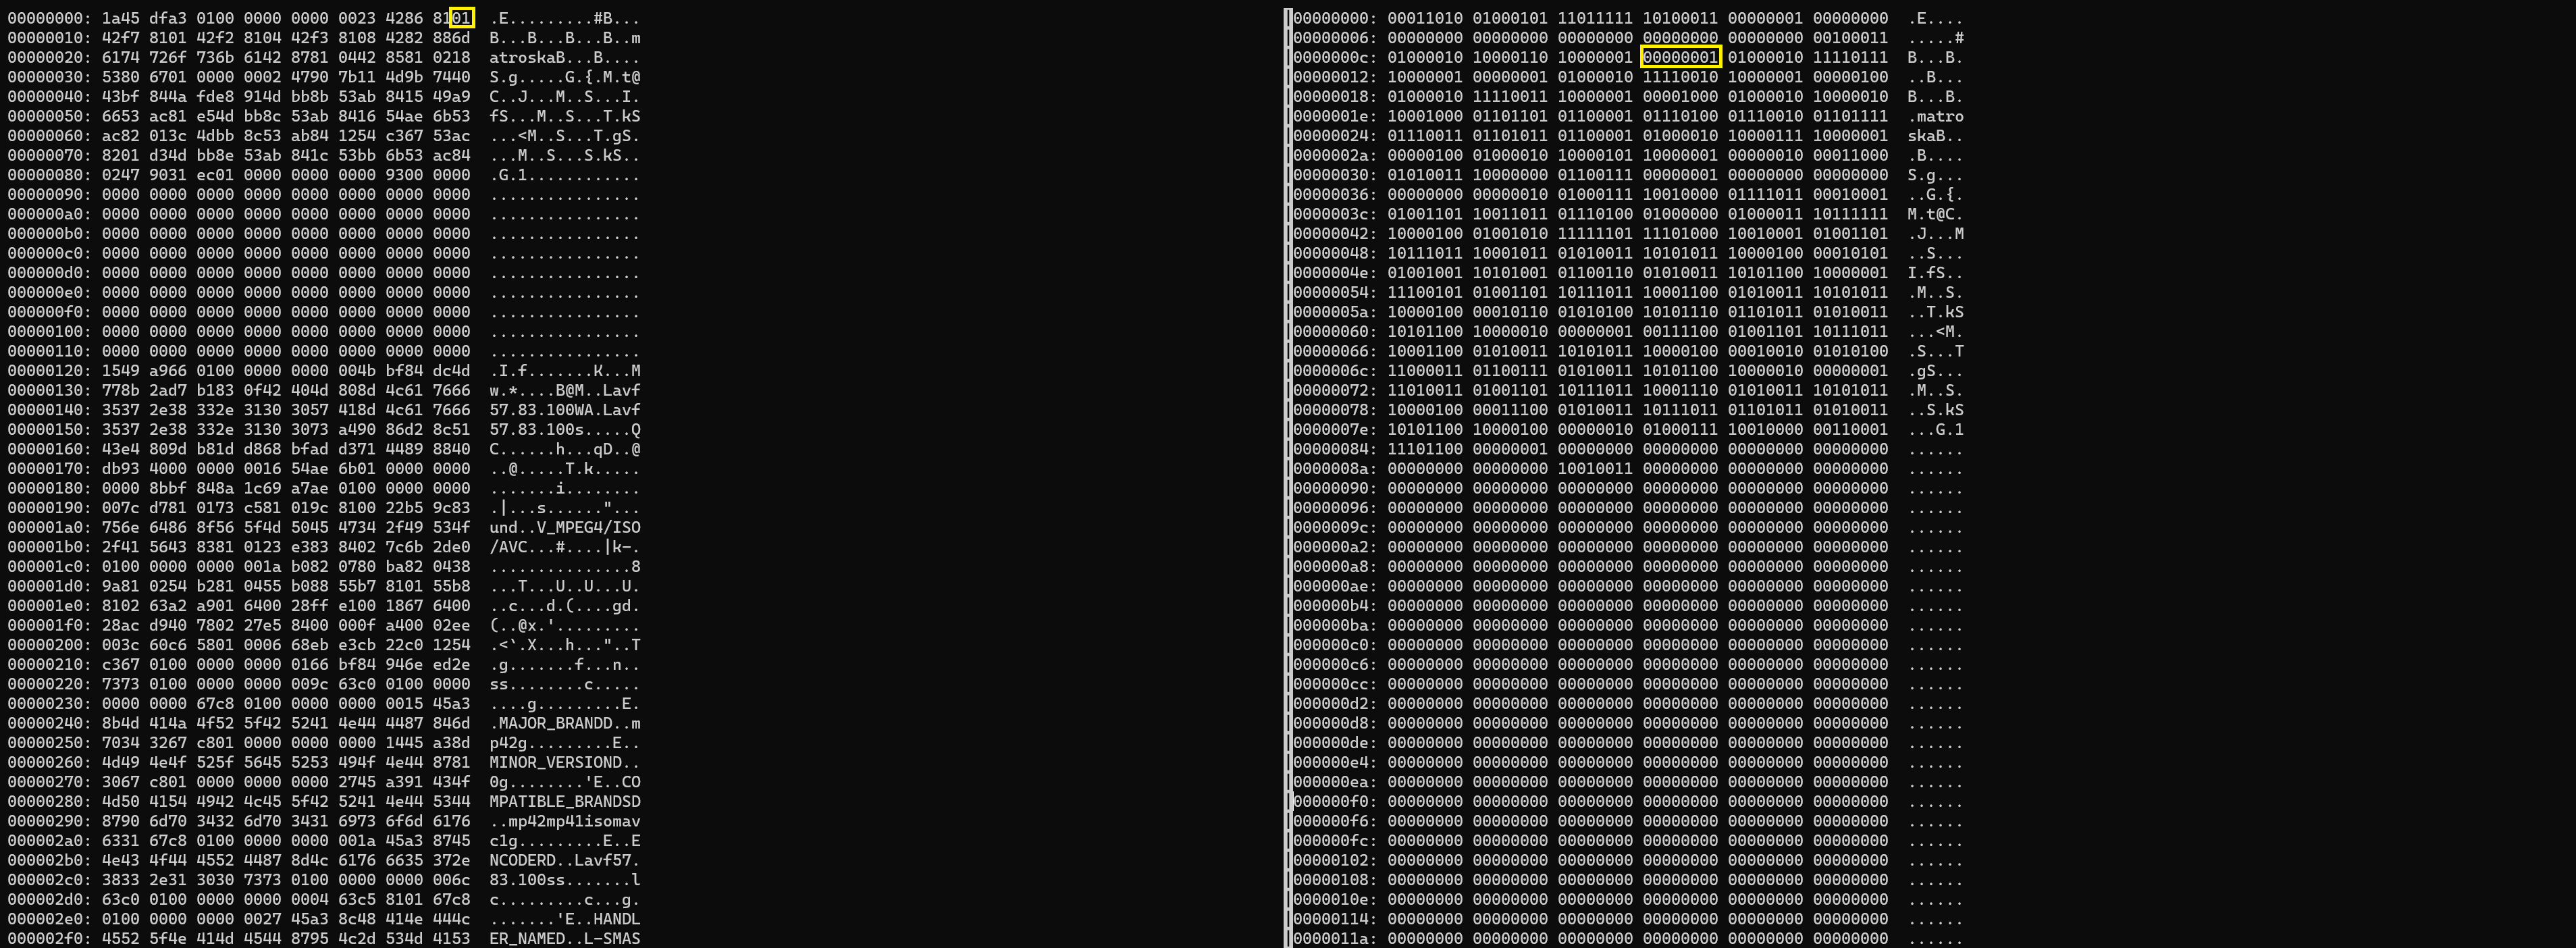 00000000: 1a45 dfa3 0100 0000 0000 0023 4286 8101  .E.........#B...
00000010: 42f7 8101 42f2 8104 42f3 8108 4282 886d  B...B...B...B..m
00000020: 6174 726f 736b 6142 8781 0442 8581 0218  atroskaB...B....
00000030: 5380 6701 0000 0002 4790 7b11 4d9b 7440  S.g.....G.{.M.t@
00000040: 43bf 844a fde8 914d bb8b 53ab 8415 49a9  C..J...M..S...I.
00000050: 6653 ac81 e54d bb8c 53ab 8416 54ae 6b53  fS...M..S...T.kS
00000060: ac82 013c 4dbb 8c53 ab84 1254 c367 53ac  ...<M..S...T.gS.
00000070: 8201 d34d bb8e 53ab 841c 53bb 6b53 ac84  ...M..S...S.kS..
00000080: 0247 9031 ec01 0000 0000 0000 9300 0000  .G.1............
00000090: 0000 0000 0000 0000 0000 0000 0000 0000  ................
000000a0: 0000 0000 0000 0000 0000 0000 0000 0000  ................
000000b0: 0000 0000 0000 0000 0000 0000 0000 0000  ................
000000c0: 0000 0000 0000 0000 0000 0000 0000 0000  ................
000000d0: 0000 0000 0000 0000 0000 0000 0000 0000  ................
000000e0: 0000 0000 0000 0000 0000 0000 0000 0000  ................
000000f0: 0000 0000 0000 0000 0000 0000 0000 0000  ................
00000100: 0000 0000 0000 0000 0000 0000 0000 0000  ................
00000110: 0000 0000 0000 0000 0000 0000 0000 0000  ................
00000120: 1549 a966 0100 0000 0000 004b bf84 dc4d  .I.f.......K...M
00000130: 778b 2ad7 b183 0f42 404d 808d 4c61 7666  w.*....B@M..Lavf
00000140: 3537 2e38 332e 3130 3057 418d 4c61 7666  57.83.100WA.Lavf
00000150: 3537 2e38 332e 3130 3073 a490 86d2 8c51  57.83.100s.....Q
00000160: 43e4 809d b81d d868 bfad d371 4489 8840  C......h...qD..@
00000170: db93 4000 0000 0016 54ae 6b01 0000 0000  ..@.....T.k.....
00000180: 0000 8bbf 848a 1c69 a7ae 0100 0000 0000  .......i........
00000190: 007c d781 0173 c581 019c 8100 22b5 9c83  .|...s......"...
000001a0: 756e 6486 8f56 5f4d 5045 4734 2f49 534f  und..V_MPEG4/ISO
000001b0: 2f41 5643 8381 0123 e383 8402 7c6b 2de0  /AVC...#....|k-.
000001c0: 0100 0000 0000 001a b082 0780 ba82 0438  ...............8
000001d0: 9a81 0254 b281 0455 b088 55b7 8101 55b8  ...T...U..U...U.
000001e0: 8102 63a2 a901 6400 28ff e100 1867 6400  ..c...d.(....gd.
000001f0: 28ac d940 7802 27e5 8400 000f a400 02ee  (..@x.'.........
00000200: 003c 60c6 5801 0006 68eb e3cb 22c0 1254  .<`.X...h..."..T
00000210: c367 0100 0000 0000 0166 bf84 946e ed2e  .g.......f...n..
00000220: 7373 0100 0000 0000 009c 63c0 0100 0000  ss........c.....
00000230: 0000 0000 67c8 0100 0000 0000 0015 45a3  ....g.........E.
00000240: 8b4d 414a 4f52 5f42 5241 4e44 4487 846d  .MAJOR_BRANDD..m
00000250: 7034 3267 c801 0000 0000 0000 1445 a38d  p42g.........E..
00000260: 4d49 4e4f 525f 5645 5253 494f 4e44 8781  MINOR_VERSIOND..
00000270: 3067 c801 0000 0000 0000 2745 a391 434f  0g........'E..CO
00000280: 4d50 4154 4942 4c45 5f42 5241 4e44 5344  MPATIBLE_BRANDSD
00000290: 8790 6d70 3432 6d70 3431 6973 6f6d 6176  ..mp42mp41isomav
000002a0: 6331 67c8 0100 0000 0000 001a 45a3 8745  c1g.........E..E
000002b0: 4e43 4f44 4552 4487 8d4c 6176 6635 372e  NCODERD..Lavf57.
000002c0: 3833 2e31 3030 7373 0100 0000 0000 006c  83.100ss.......l
000002d0: 63c0 0100 0000 0000 0004 63c5 8101 67c8  c.........c...g.
000002e0: 0100 0000 0000 0027 45a3 8c48 414e 444c  .......'E..HANDL
000002f0: 4552 5f4e 414d 4544 8795 4c2d 534d 4153  ER_NAMED..L-SMAS
00000000: 00011010 01000101 11011111 10100011 00000001 00000000  .E....
00000006: 00000000 00000000 00000000 00000000 00000000 00100011  .....#
0000000c: 01000010 10000110 10000001 00000001 01000010 11110111  B...B.
00000012: 10000001 00000001 01000010 11110010 10000001 00000100  ..B...
00000018: 01000010 11110011 10000001 00001000 01000010 10000010  B...B.
0000001e: 10001000 01101101 01100001 01110100 01110010 01101111  .matro
00000024: 01110011 01101011 01100001 01000010 10000111 10000001  skaB..
0000002a: 00000100 01000010 10000101 10000001 00000010 00011000  .B....
00000030: 01010011 10000000 01100111 00000001 00000000 00000000  S.g...
00000036: 00000000 00000010 01000111 10010000 01111011 00010001  ..G.{.
0000003c: 01001101 10011011 01110100 01000000 01000011 10111111  M.t@C.
00000042: 10000100 01001010 11111101 11101000 10010001 01001101  .J...M
00000048: 10111011 10001011 01010011 10101011 10000100 00010101  ..S...
0000004e: 01001001 10101001 01100110 01010011 10101100 10000001  I.fS..
00000054: 11100101 01001101 10111011 10001100 01010011 10101011  .M..S.
0000005a: 10000100 00010110 01010100 10101110 01101011 01010011  ..T.kS
00000060: 10101100 10000010 00000001 00111100 01001101 10111011  ...<M.
00000066: 10001100 01010011 10101011 10000100 00010010 01010100  .S...T
0000006c: 11000011 01100111 01010011 10101100 10000010 00000001  .gS...
00000072: 11010011 01001101 10111011 10001110 01010011 10101011  .M..S.
00000078: 10000100 00011100 01010011 10111011 01101011 01010011  ..S.kS
0000007e: 10101100 10000100 00000010 01000111 10010000 00110001  ...G.1
00000084: 11101100 00000001 00000000 00000000 00000000 00000000  ......
0000008a: 00000000 00000000 10010011 00000000 00000000 00000000  ......
00000090: 00000000 00000000 00000000 00000000 00000000 00000000  ......
00000096: 00000000 00000000 00000000 00000000 00000000 00000000  ......
0000009c: 00000000 00000000 00000000 00000000 00000000 00000000  ......
000000a2: 00000000 00000000 00000000 00000000 00000000 00000000  ......
000000a8: 00000000 00000000 00000000 00000000 00000000 00000000  ......
000000ae: 00000000 00000000 00000000 00000000 00000000 00000000  ......
000000b4: 00000000 00000000 00000000 00000000 00000000 00000000  ......
000000ba: 00000000 00000000 00000000 00000000 00000000 00000000  ......
000000c0: 00000000 00000000 00000000 00000000 00000000 00000000  ......
000000c6: 00000000 00000000 00000000 00000000 00000000 00000000  ......
000000cc: 00000000 00000000 00000000 00000000 00000000 00000000  ......
000000d2: 00000000 00000000 00000000 00000000 00000000 00000000  ......
000000d8: 00000000 00000000 00000000 00000000 00000000 00000000  ......
000000de: 00000000 00000000 00000000 00000000 00000000 00000000  ......
000000e4: 00000000 00000000 00000000 00000000 00000000 00000000  ......
000000ea: 00000000 00000000 00000000 00000000 00000000 00000000  ......
000000f0: 00000000 00000000 00000000 00000000 00000000 00000000  ......
000000f6: 00000000 00000000 00000000 00000000 00000000 00000000  ......
000000fc: 00000000 00000000 00000000 00000000 00000000 00000000  ......
00000102: 00000000 00000000 00000000 00000000 00000000 00000000  ......
00000108: 00000000 00000000 00000000 00000000 00000000 00000000  ......
0000010e: 00000000 00000000 00000000 00000000 00000000 00000000  ......
00000114: 00000000 00000000 00000000 00000000 00000000 00000000  ......
0000011a: 00000000 00000000 00000000 00000000 00000000 00000000  ......